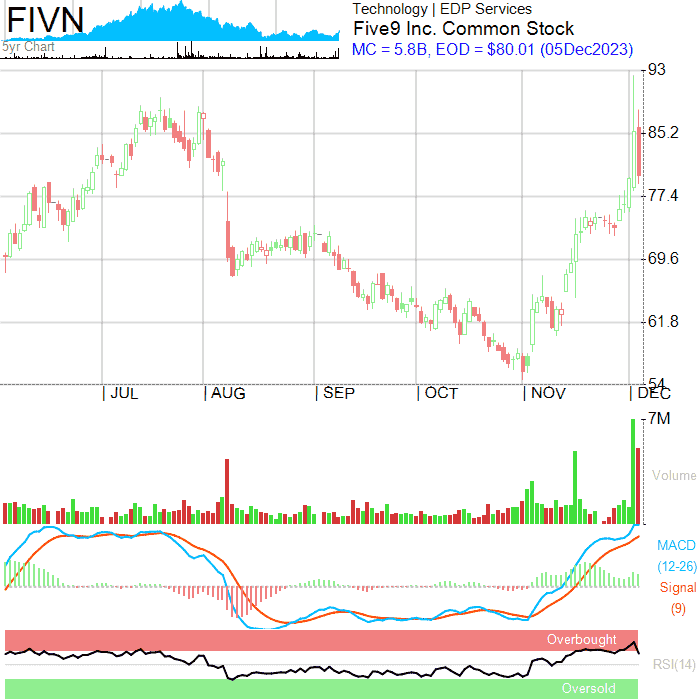 FIVN
Technology | EDP Services
Five9 Inc. Common Stock
5yr Chart
MC = 5.8B, EOD = $80.01 (05Dec2023)
93
85.2
77.4
69.6
61.8
54
| JUL | AUG | SEP | OCT | NOV | DEC
7M
Volume
MACD
(12-26)
Signal
(9)
Overbought
RSI(14)
Oversold